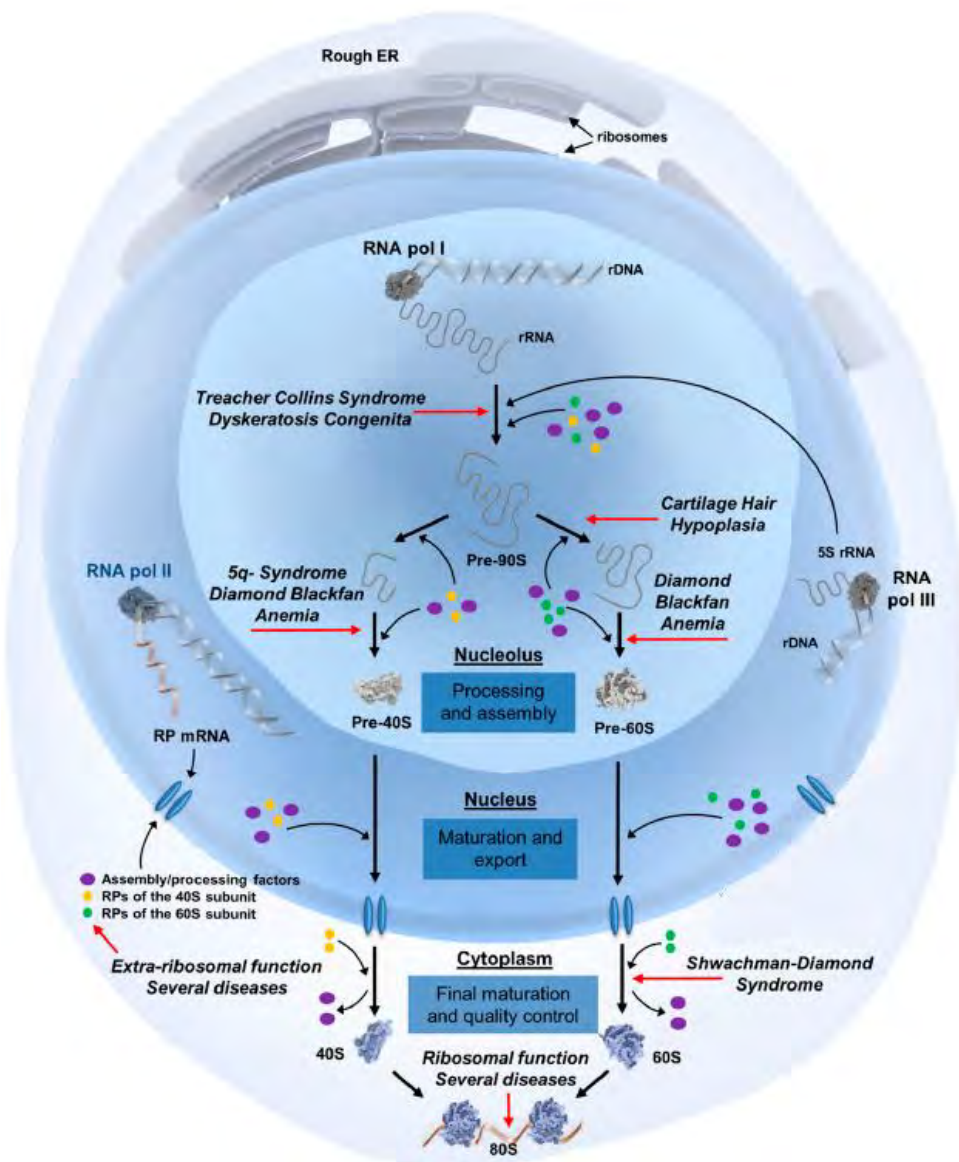 Rough ER
ribosomes
RNA pol I
rDNA
rRNA
Treacher Collins Syndrome
Dyskeratosis Congenita
Cartilage Hair
Hypoplasia
Pre-90S
5S rRNA
RNA
pol III
rDNA
RNA pol II
5q- Syndrome
Diamond Blackfan
Anemia
Diamond
Blackfan
Anemia
Nucleolus
Processing
and assembly
Pre-40S
Pre-60S
RP mRNA
Nucleus
Maturation and
export
Assembly/processing factors
RPs of the 40S subunit
RPs of the 60S subunit
Extra-ribosomal function
Several diseases
Cytoplasm
Final maturation
and quality control
Shwachman-Diamond
Syndrome
40S
60S
Ribosomal function
Several diseases
80S